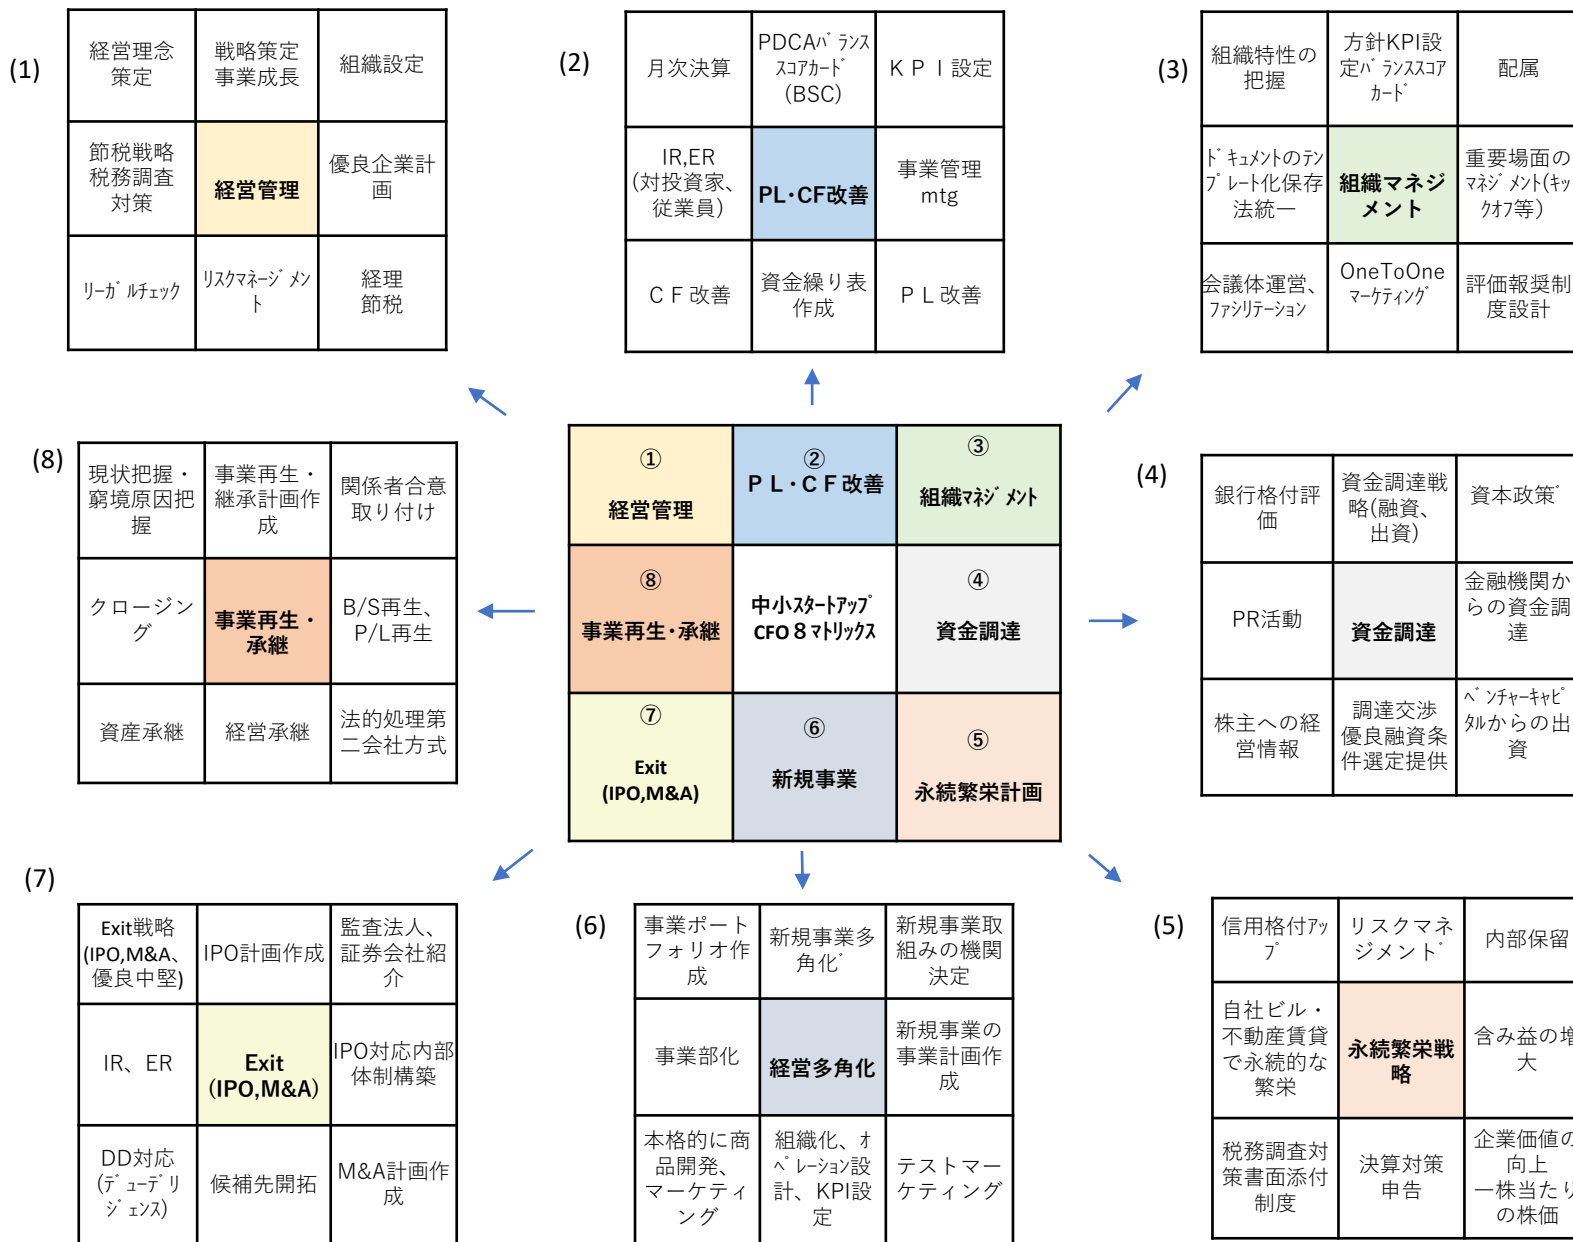 (1)
経営理念
策定
戦略策定
事業成長
組織設定
節税戦略
税務調査
対策
経営管理
優良企業計
画
リーガルチェック
リスクマネージメン
ト
経理
節税
(2)
月次決算
PDCAバランス
スコアカード
(BSC)
KPI設定
IR,ER
(対投資家、
従業員)
PL・CF改善
事業管理
mtg
CF改善
資金繰り表
作成
PL改善
(3)
組織特性の
把握
方針KPI設
定バランススコア
カード
配属
ドキュメントのテン
プレート化保存
法統一
組織マネジ
メント
重要場面の
マネジメント(キッ
クオフ等)
会議体運営、
ファシリテーション
OneToOne
マーケティング
評価報奨制
度設計
(8)
現状把握・
窮境原因把
握
事業再生・
継承計画作
成
関係者合意
取り付け
クロージン
グ
事業再生・
承継
B/S再生、
P/L再生
資産承継
経営承継
法的処理第
二会社方式
①
経営管理
②
PL・CF改善
③
組織マネジメント
⑧
事業再生・承継
中小スタートアップ
CFO8マトリックス
④
資金調達
⑦
Exit
(IPO,M&A)
⑥
新規事業
⑤
永続繁栄計画
(4)
銀行格付評
価
資金調達戦
略(融資、
出資)
資本政策゛
PR活動
資金調達
金融機関か
らの資金調
達
株主への経
営情報
調達交渉
優良融資条
件選定提供
ベンチャーキャピ
タルからの出
資
(7)
Exit戦略
(IPO,M&A、
優良中堅)
IPO計画作成
監査法人、
証券会社紹
介
IR、ER
Exit
(IPO,M&A)
IPO対応内部
体制構築
DD対応
(デューデリ
ジェンス)
候補先開拓
M&A計画作
成
(6)
事業ポート
フォリオ作
成
新規事業多
角化゛
新規事業取
組みの機関
決定
事業部化
経営多角化
新規事業の
事業計画作
成
本格的に商
品開発、
マーケティ
ング
組織化、オ
ペレーション設
計、KPI設
定
テストマー
ケティング
(5)
信用格付アッ
プ
リスクマネ
ジメント゛
内部保留
自社ビル・
不動産賃貸
で永続的な
繁栄
永続繁栄戦
略
含み益の増
大
税務調査対
策書面添付
制度
決算対策
申告
企業価値の
向上
一株当たり
の株価